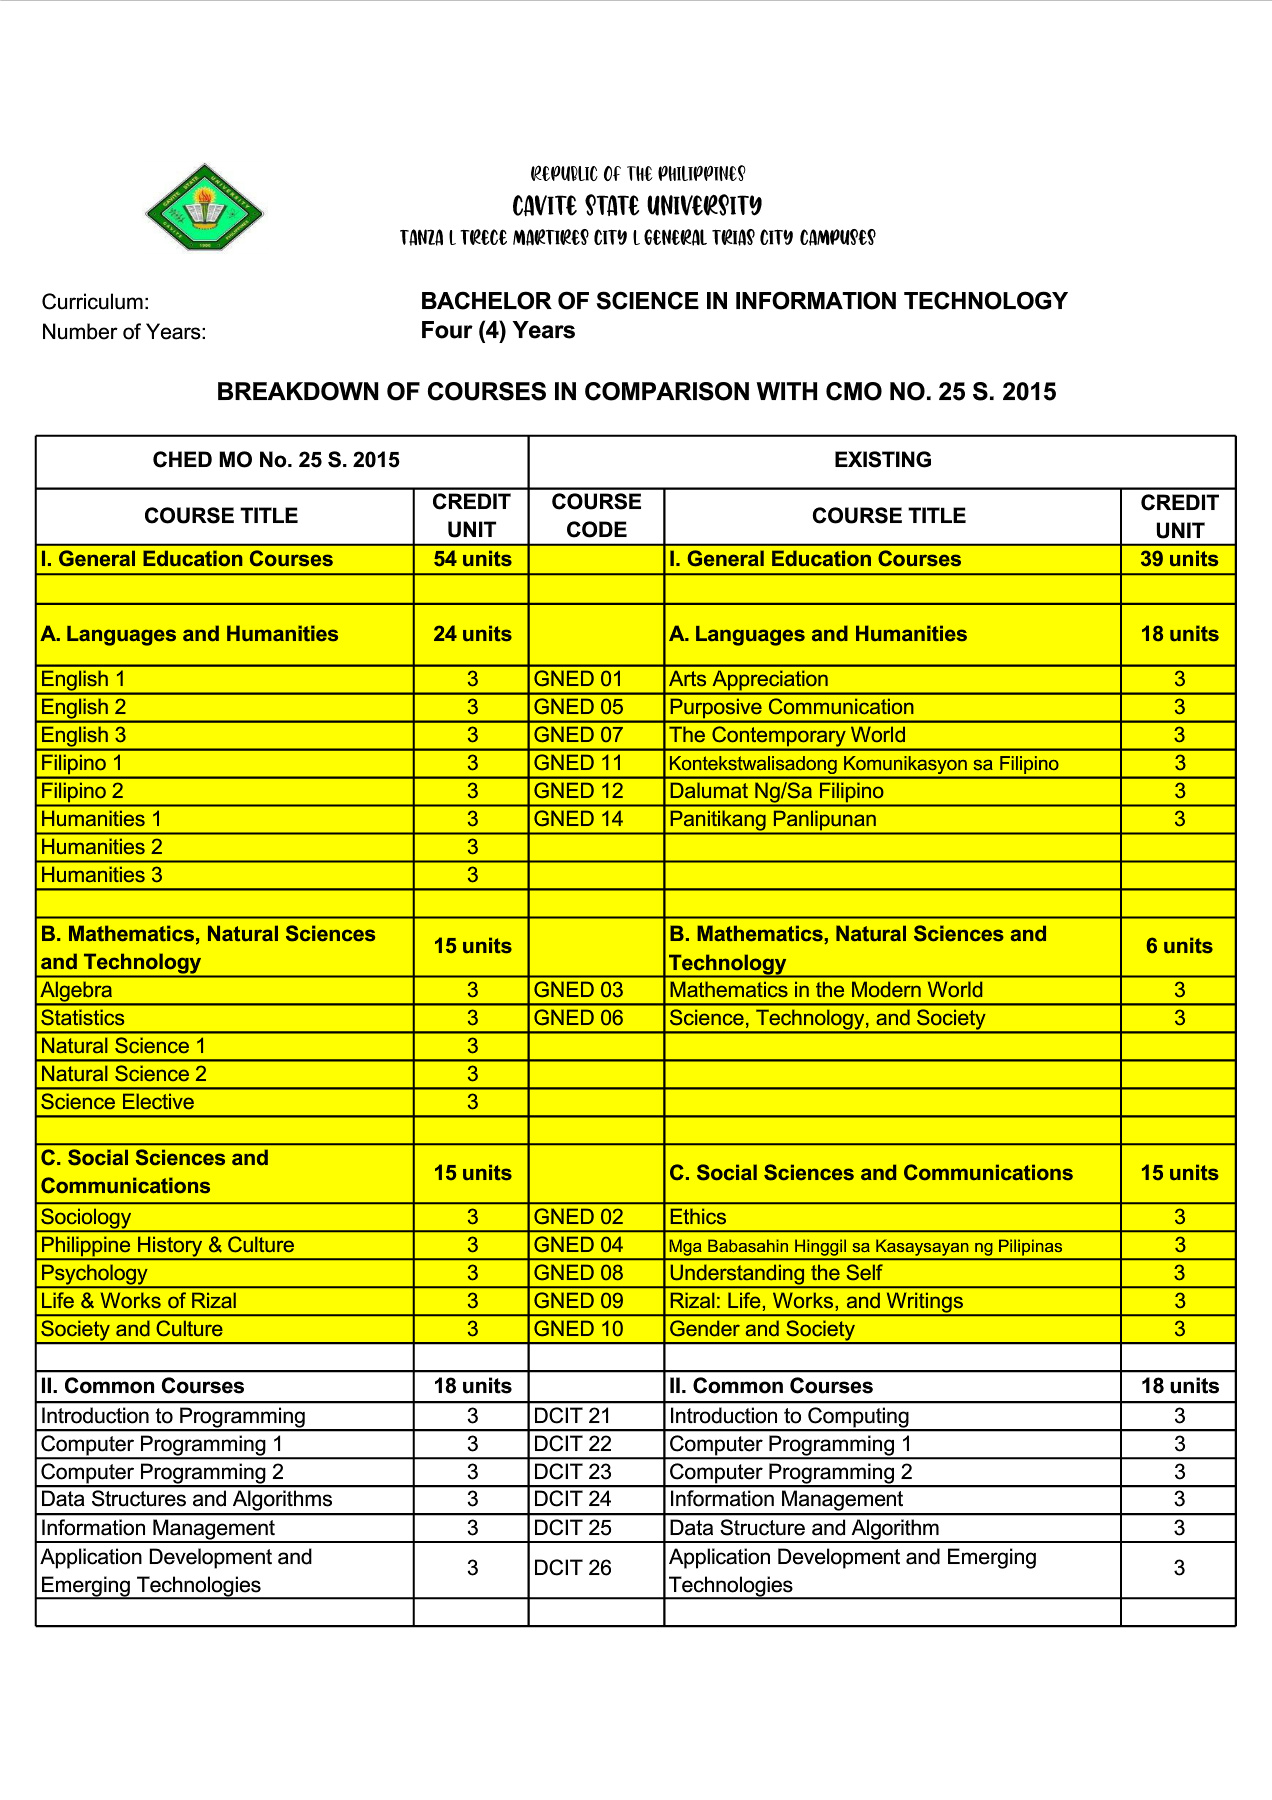 REPUBLIC OF THE PHILIPPINES
CAVITE STATE UNIVERSITY
TANZA L TRECE MARTIRES CITY L GENERAL TRIAS CITY CAMPUSES
Curriculum: BACHELOR OF SCIENCE IN INFORMATION TECHNOLOGY
Number of Years: Four (4) Years
BREAKDOWN OF COURSES IN COMPARISON WITH CMO NO. 25 S. 2015
CHED MO No. 25 S. 2015 EXISTING
COURSE TITLE CREDIT UNIT COURSE CODE COURSE TITLE CREDIT UNIT
I. General Education Courses 54 units I. General Education Courses 39 units
A. Languages and Humanities 24 units A. Languages and Humanities 18 units
English 1 3 GNED 01 Arts Appreciation 3
English 2 3 GNED 05 Purposive Communication 3
English 3 3 GNED 07 The Contemporary World 3
Filipino 1 3 GNED 11 Kontekstwalisadong Komunikasyon sa Filipino 3
Filipino 2 3 GNED 12 Dalumat Ng/Sa Filipino 3
Humanities 1 3 GNED 14 Panitikang Panlipunan 3
Humanities 2 3
Humanities 3 3
B. Mathematics, Natural Sciences and Technology 15 units B. Mathematics, Natural Sciences and Technology 6 units
Algebra 3 GNED 03 Mathematics in the Modern World 3
Statistics 3 GNED 06 Science, Technology, and Society 3
Natural Science 1 3
Natural Science 2 3
Science Elective 3
C. Social Sciences and Communications 15 units C. Social Sciences and Communications 15 units
Sociology 3 GNED 02 Ethics 3
Philippine History & Culture 3 GNED 04 Mga Babasahin Hinggil sa Kasaysayan ng Pilipinas 3
Psychology 3 GNED 08 Understanding the Self 3
Life & Works of Rizal 3 GNED 09 Rizal: Life, Works, and Writings 3
Society and Culture 3 GNED 10 Gender and Society 3
II. Common Courses 18 units II. Common Courses 18 units
Introduction to Programming 3 DCIT 21 Introduction to Computing 3
Computer Programming 1 3 DCIT 22 Computer Programming 1 3
Computer Programming 2 3 DCIT 23 Computer Programming 2 3
Data Structures and Algorithms 3 DCIT 24 Information Management 3
Information Management 3 DCIT 25 Data Structure and Algorithm 3
Application Development and Emerging Technologies 3 DCIT 26 Application Development and Emerging Technologies 3